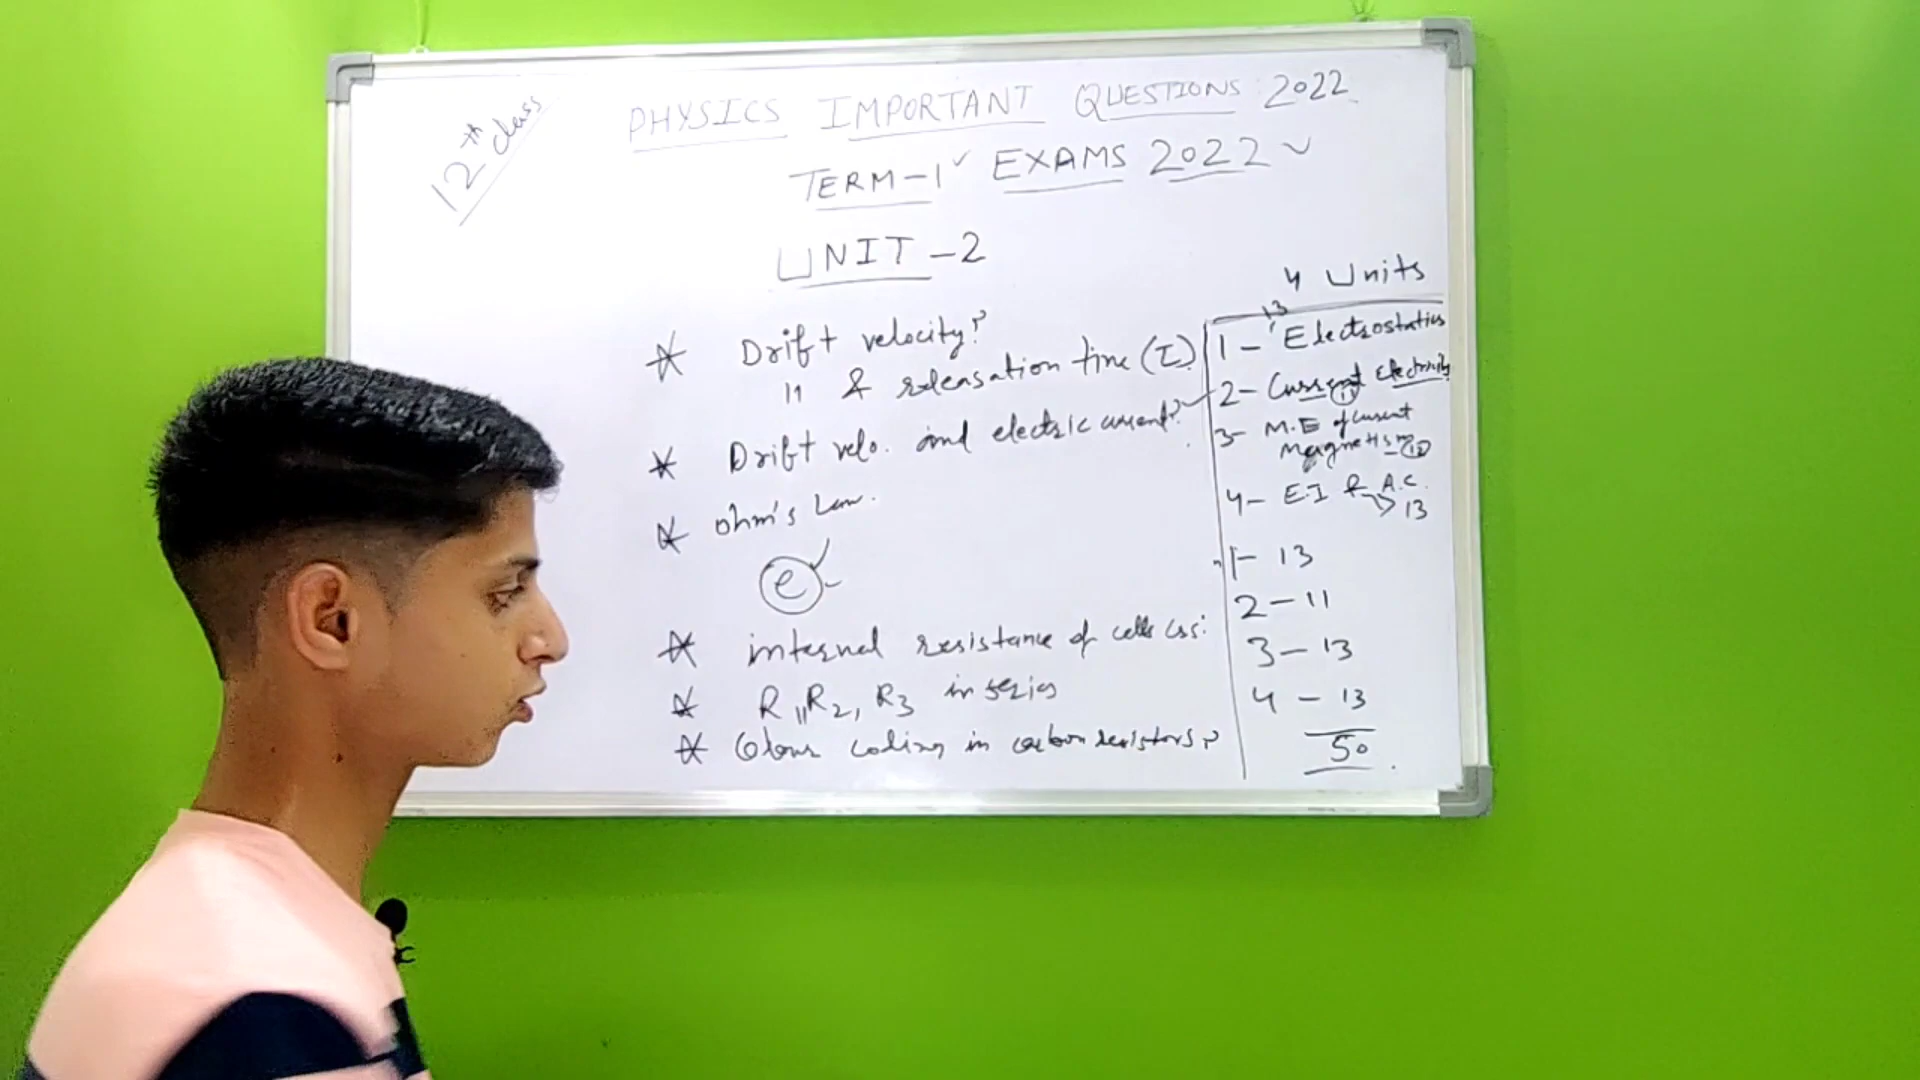 12th class
PHYSICS IMPORTANT QUESTIONS 2022
TERM-1 EXAMS 2022
UNIT-2
Drift velocity?
11 & releasation time (τ)
Drift velo. and electric current?
ohm's Law.
e
internal resistance of cells
R1, R2, R3 in series
Colour coding in carbon resistors?
4 Units
13
1- Electrostatics
2- Current Electricity
11
3- M.E of current
Magnetism
4- E.I & A.C.
13
1- 13
2-11
3- 13
4 - 13
50